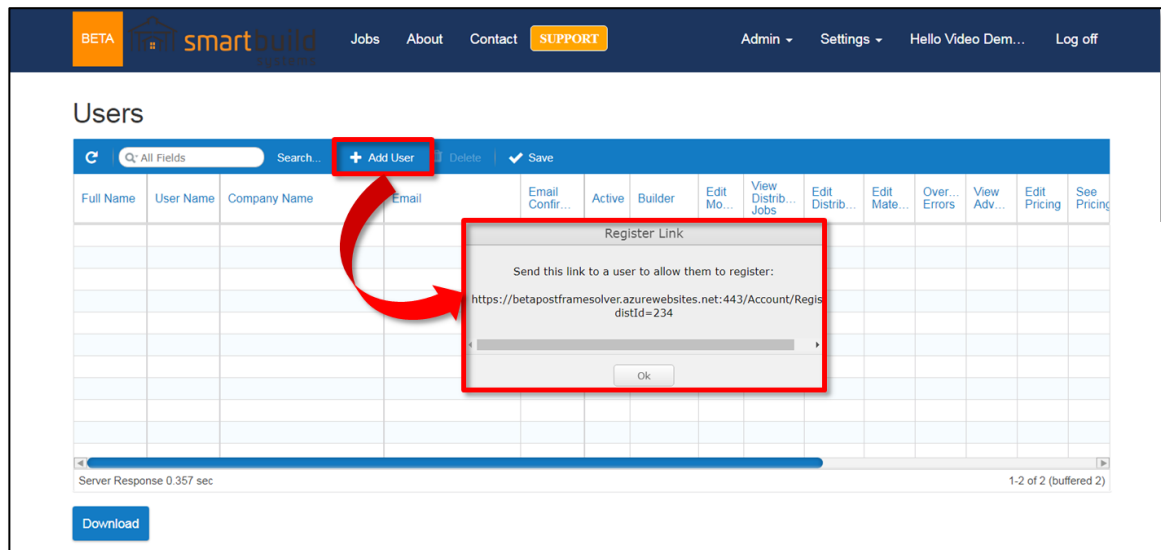 BETA
smartbuild
systems
Jobs About Contact SUPPORT Admin Settings Hello Video Dem... Log off
Users
All Fields Search... Add User Delete Save
Full Name User Name Company Name Email Email Confir... Active Builder Edit Mo... View Distrib... Jobs Edit Distrib... Edit Mate... Over... Errors View Adv... Edit Pricing See Pricing
Register Link
Send this link to a user to allow them to register:
https://betapostframesolver.azurewebsites.net:443/Account/Regis
distId=234
Ok
Server Response 0.357 sec 1-2 of 2 (buffered 2)
Download